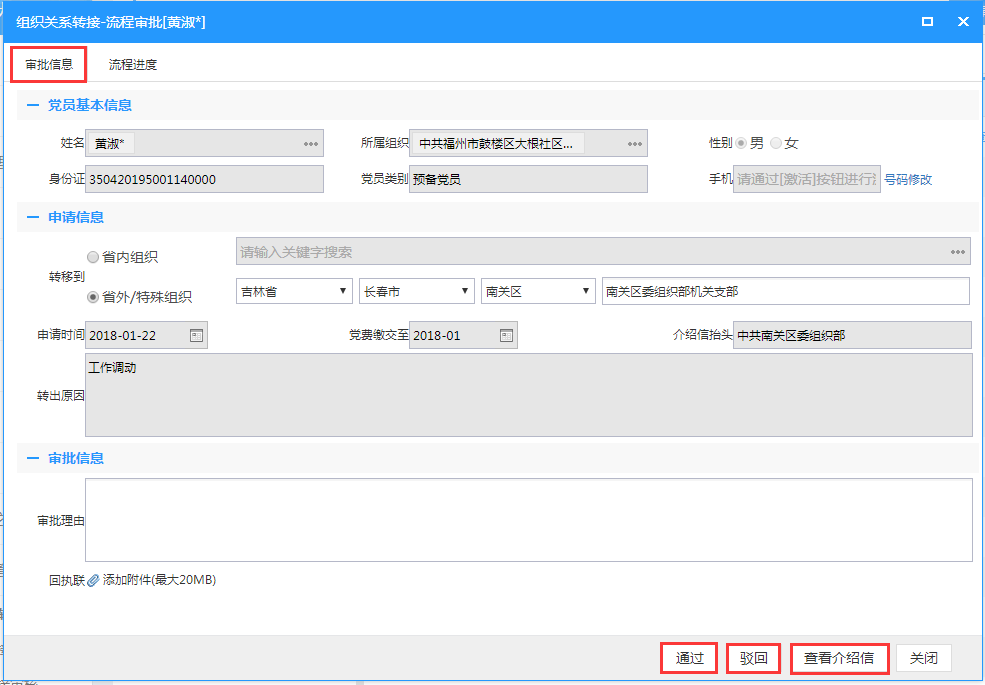 组织关系转接-流程审批[黄淑*]
审批信息 流程进度
党员基本信息
姓名 黄淑* 所属组织 中共福州市鼓楼区大根社区... 性别 男 女
身份证 350420195001140000 党员类别 预备党员 手机 请通过[激活]按钮进行 号码修改
申请信息
转移到
省内组织 请输入关键字搜索
省外/特殊组织 吉林省 长春市 南关区 南关区委组织部机关支部
申请时间 2018-01-22 党费缴交至 2018-01 介绍信抬头 中共南关区委组织部
转出原因 工作调动
审批信息
审批理由
回执联 添加附件(最大20MB)
通过 驳回 查看介绍信 关闭